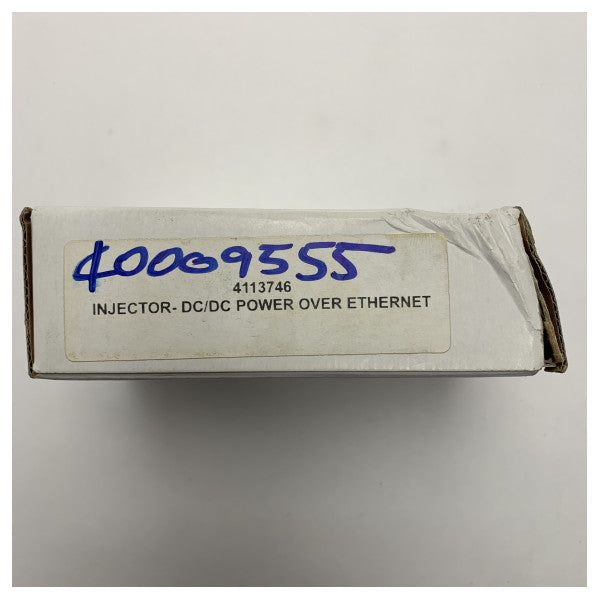 40009555
4113746
INJECTOR- DC/DC POWER OVER ETHERNET